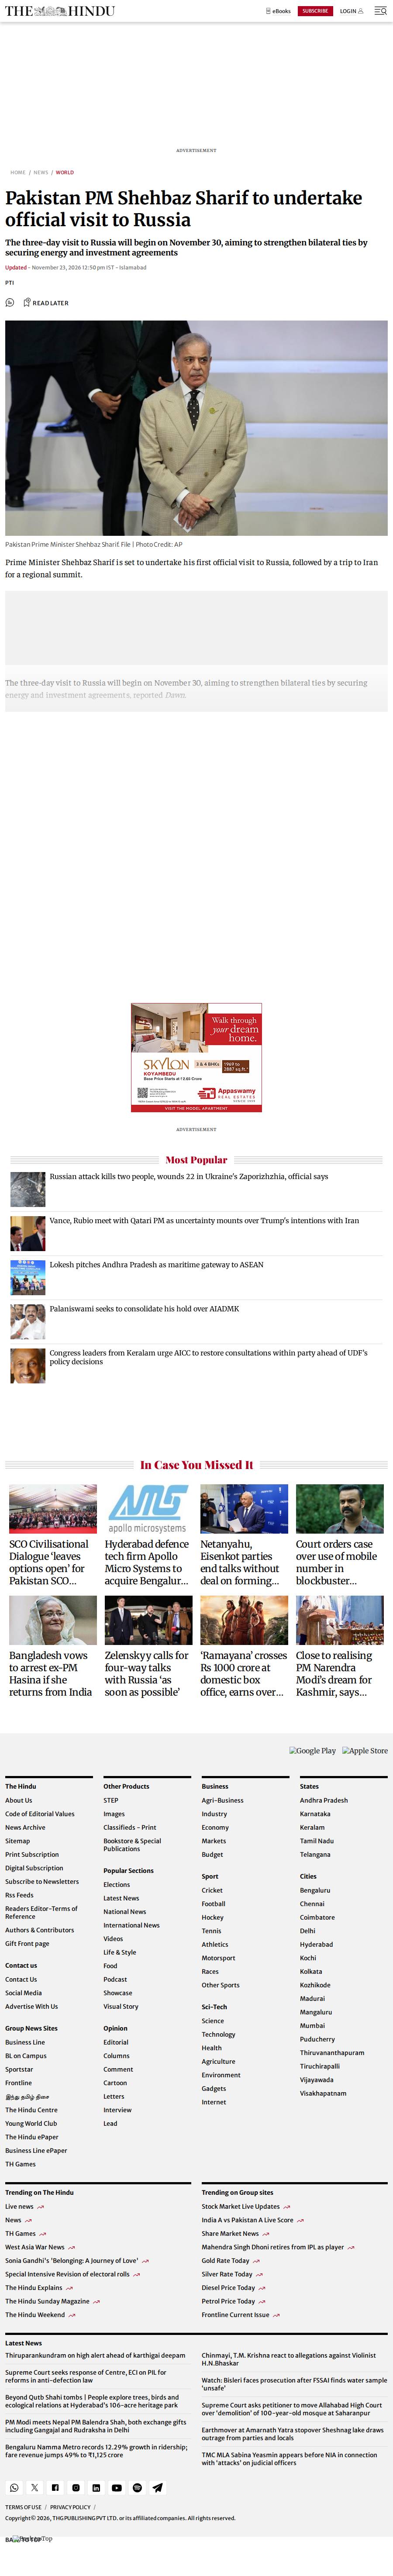 THE HINDU
eBooks
SUBSCRIBE
LOGIN
ADVERTISEMENT
HOME / NEWS / WORLD
Pakistan PM Shehbaz Sharif to undertake
official visit to Russia
The three-day visit to Russia will begin on November 30, aiming to strengthen bilateral ties by
securing energy and investment agreements
Updated - November 23, 2026 12:50 pm IST - Islamabad
PTI
READ LATER
Pakistan Prime Minister Shehbaz Sharif. File | Photo Credit: AP
Prime Minister Shehbaz Sharif is set to undertake his first official visit to Russia, followed by a trip to Iran
for a regional summit.
The three-day visit to Russia will begin on November 30, aiming to strengthen bilateral ties by securing
energy and investment agreements, reported Dawn.
Walk through
your dream
home.
SKYLON
KOYAMBEDU
Base Price Starts at ₹2.66 Crore
3 & 4 BHKs
1969 to
2887 sq.ft.*
Appaswamy
REAL ESTATES
VISIT THE MODEL APARTMENT
ADVERTISEMENT
Most Popular
Russian attack kills two people, wounds 22 in Ukraine's Zaporizhzhia, official says
Vance, Rubio meet with Qatari PM as uncertainty mounts over Trump's intentions with Iran
Lokesh pitches Andhra Pradesh as maritime gateway to ASEAN
Palaniswami seeks to consolidate his hold over AIADMK
Congress leaders from Keralam urge AICC to restore consultations within party ahead of UDF's
policy decisions
In Case You Missed It
AMS
apollo microsystems
SCO Civilisational
Dialogue ‘leaves
options open’ for
Pakistan SCO...
Hyderabad defence
tech firm Apollo
Micro Systems to
acquire Bengalur...
Netanyahu,
Eisenkot parties
end talks without
deal on forming...
Court orders case
over use of mobile
number in
blockbuster...
Bangladesh vows
to arrest ex-PM
Hasina if she
returns from India
Zelenskyy calls for
four-way talks
with Russia ‘as
soon as possible’
‘Ramayana’ crosses
Rs 1000 crore at
domestic box
office, earns over...
Close to realising
PM Narendra
Modi’s dream for
Kashmir, says...
Google Play
Apple Store
The Hindu
About Us
Code of Editorial Values
News Archive
Sitemap
Print Subscription
Digital Subscription
Subscribe to Newsletters
Rss Feeds
Readers Editor-Terms of
Reference
Authors & Contributors
Gift Front page
Contact us
Contact Us
Social Media
Advertise With Us
Group News Sites
Business Line
BL on Campus
Sportstar
Frontline
இந்து தமிழ் திசை
The Hindu Centre
Young World Club
The Hindu ePaper
Business Line ePaper
TH Games
Other Products
STEP
Images
Classifieds - Print
Bookstore & Special
Publications
Popular Sections
Elections
Latest News
National News
International News
Videos
Life & Style
Food
Podcast
Showcase
Visual Story
Opinion
Editorial
Columns
Comment
Cartoon
Letters
Interview
Lead
Business
Agri-Business
Industry
Economy
Markets
Budget
Sport
Cricket
Football
Hockey
Tennis
Athletics
Motorsport
Races
Other Sports
Sci-Tech
Science
Technology
Health
Agriculture
Environment
Gadgets
Internet
States
Andhra Pradesh
Karnataka
Keralam
Tamil Nadu
Telangana
Cities
Bengaluru
Chennai
Coimbatore
Delhi
Hyderabad
Kochi
Kolkata
Kozhikode
Madurai
Mangaluru
Mumbai
Puducherry
Thiruvananthapuram
Tiruchirapalli
Vijayawada
Visakhapatnam
Trending on The Hindu
Live news
News
TH Games
West Asia War News
Sonia Gandhi's 'Belonging: A Journey of Love'
Special Intensive Revision of electoral rolls
The Hindu Explains
The Hindu Sunday Magazine
The Hindu Weekend
Trending on Group sites
Stock Market Live Updates
India A vs Pakistan A Live Score
Share Market News
Mahendra Singh Dhoni retires from IPL as player
Gold Rate Today
Silver Rate Today
Diesel Price Today
Petrol Price Today
Frontline Current Issue
Latest News
Thiruparankundram on high alert ahead of karthigai deepam
Supreme Court seeks response of Centre, ECI on PIL for
reforms in anti-defection law
Beyond Qutb Shahi tombs | People explore trees, birds and
ecological relations at Hyderabad's 106-acre heritage park
PM Modi meets Nepal PM Balendra Shah, both exchange gifts
including Gangajal and Rudraksha in Delhi
Bengaluru Namma Metro records 12.29% growth in ridership;
fare revenue jumps 49% to ₹1,125 crore
Chinmayi, T.M. Krishna react to allegations against Violinist
H.N.Bhaskar
Watch: Bisleri faces prosecution after FSSAI finds water sample
'unsafe'
Supreme Court asks petitioner to move Allahabad High Court
over 'demolition' of 100-year-old mosque at Saharanpur
Earthmover at Amarnath Yatra stopover Sheshnag lake draws
outrage from parties and locals
TMC MLA Sabina Yeasmin appears before NIA in connection
with 'attacks' on judicial officers
TERMS OF USE / PRIVACY POLICY /
Copyright© 2026, THG PUBLISHING PVT LTD. or its affiliated companies. All rights reserved.
BACK TO TOP
Back to Top